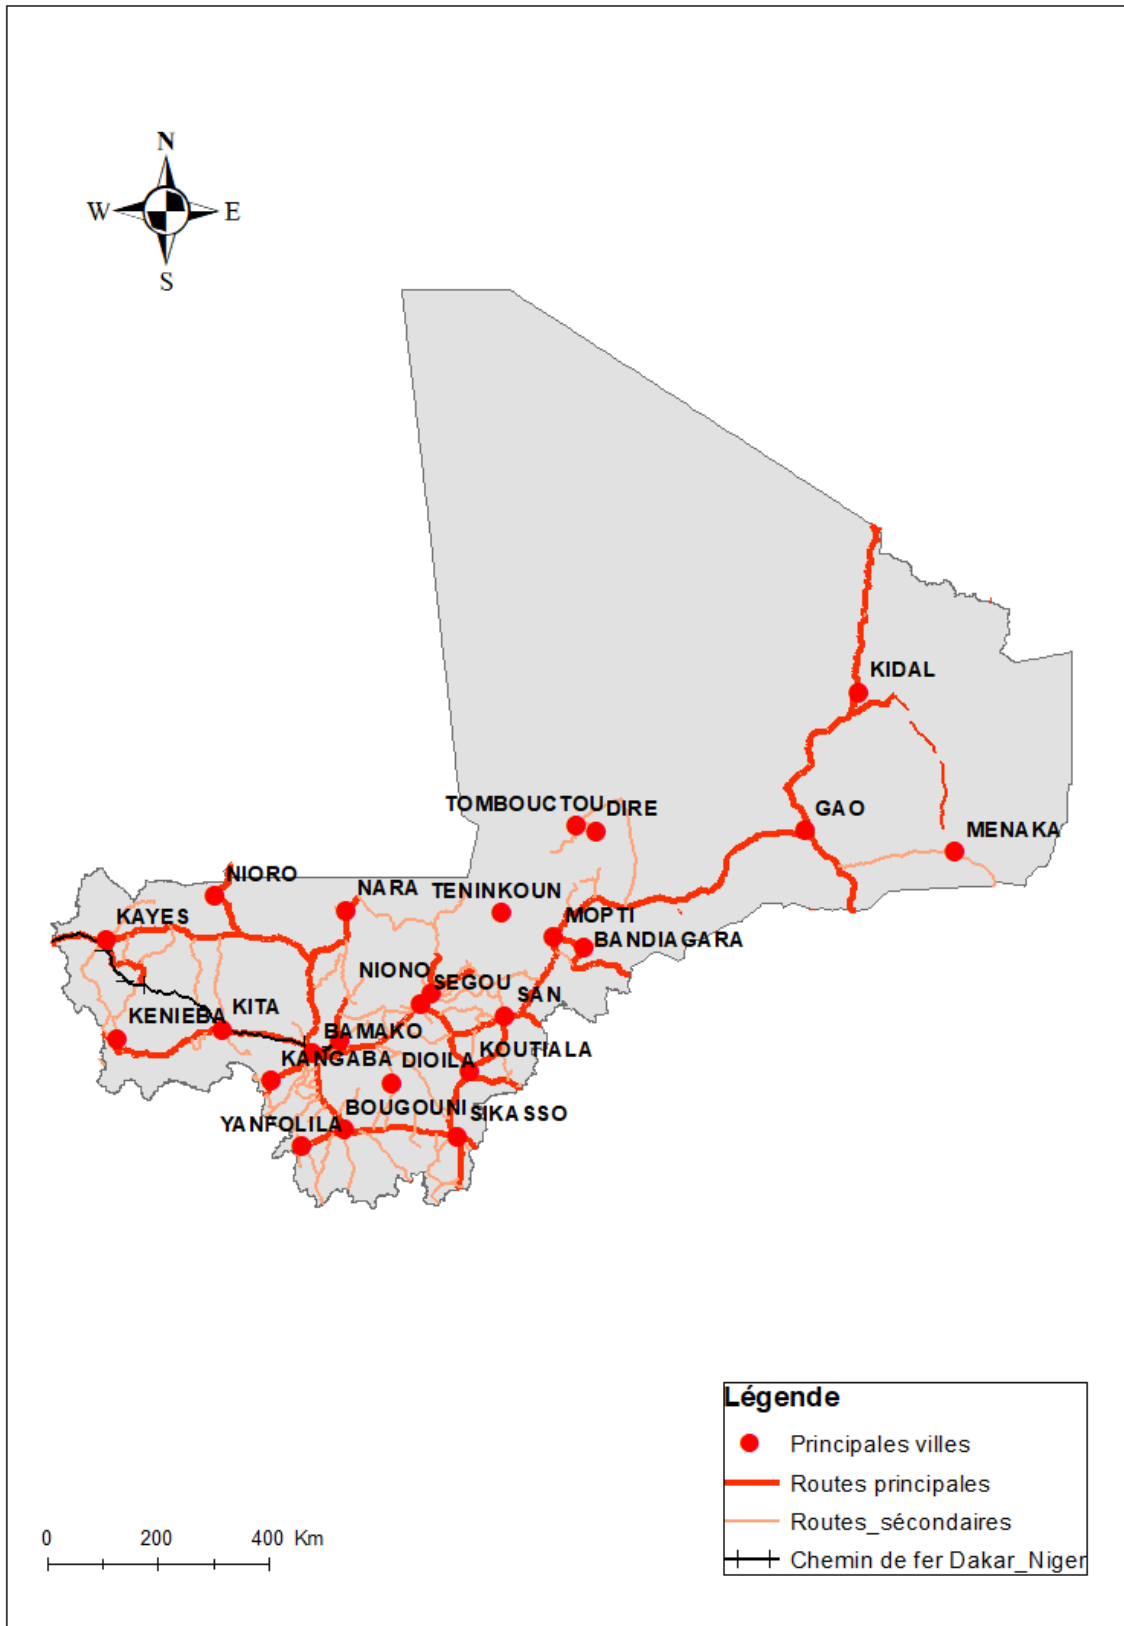 N
W E
S
KIDAL
TOMBOUCTOU DIRE
GAO
MENAKA
NIORO
NARA
TENINKOUN
KAYES
MOPTI
BANDIAGARA
NIONO
SEGOU
SAN
KENIEBA
KITA
BAMAKO
KANGABA
DIOILA
KOUTIALA
YANFOLILA
BOUGOUNI
SIKASSO
Légende
Principales villes
Routes principales
Routes_sécondaires
Chemin de fer Dakar_Niger
0 200 400 Km